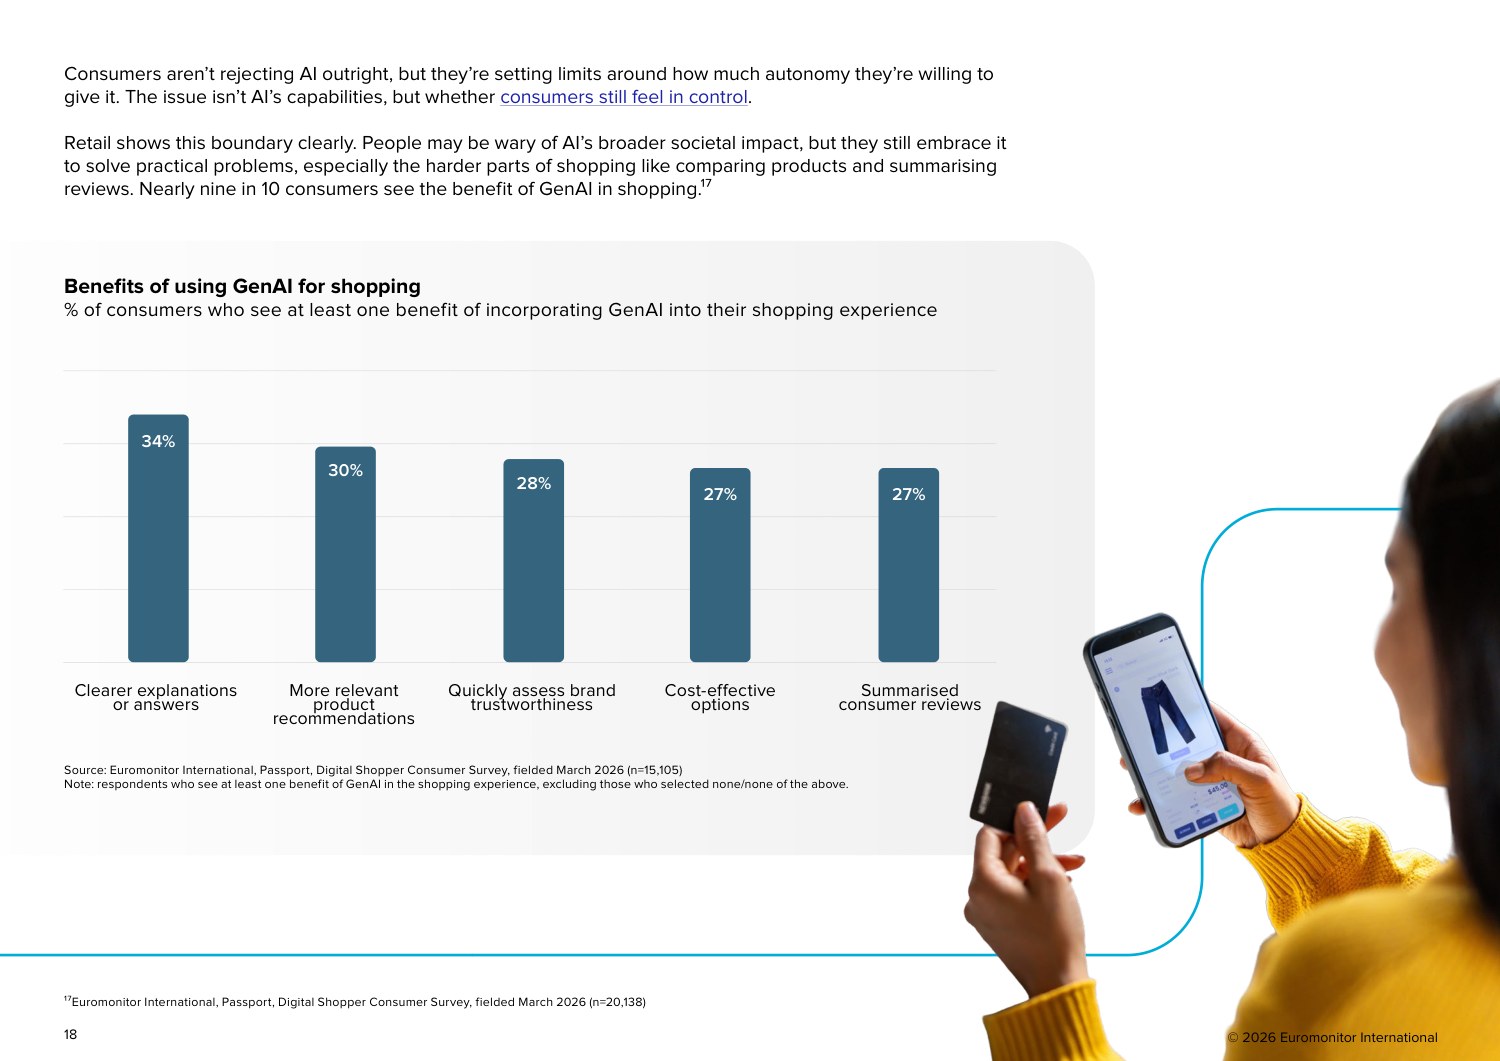 Consumers aren’t rejecting AI outright, but they’re setting limits around how much autonomy they’re willing to
give it. The issue isn’t AI’s capabilities, but whether consumers still feel in control.
Retail shows this boundary clearly. People may be wary of AI’s broader societal impact, but they still embrace it
to solve practical problems, especially the harder parts of shopping like comparing products and summarising
reviews. Nearly nine in 10 consumers see the benefit of GenAI in shopping.¹⁷
Benefits of using GenAI for shopping
% of consumers who see at least one benefit of incorporating GenAI into their shopping experience
34%
30%
28%
27%
27%
Clearer explanations
or answers
More relevant
product
recommendations
Quickly assess brand
trustworthiness
Cost-effective
options
Summarised
consumer reviews
Source: Euromonitor International, Passport, Digital Shopper Consumer Survey, fielded March 2026 (n=15,105)
Note: respondents who see at least one benefit of GenAI in the shopping experience, excluding those who selected none/none of the above.
$45,00
¹⁷Euromonitor International, Passport, Digital Shopper Consumer Survey, fielded March 2026 (n=20,138)
18
© 2026 Euromonitor International